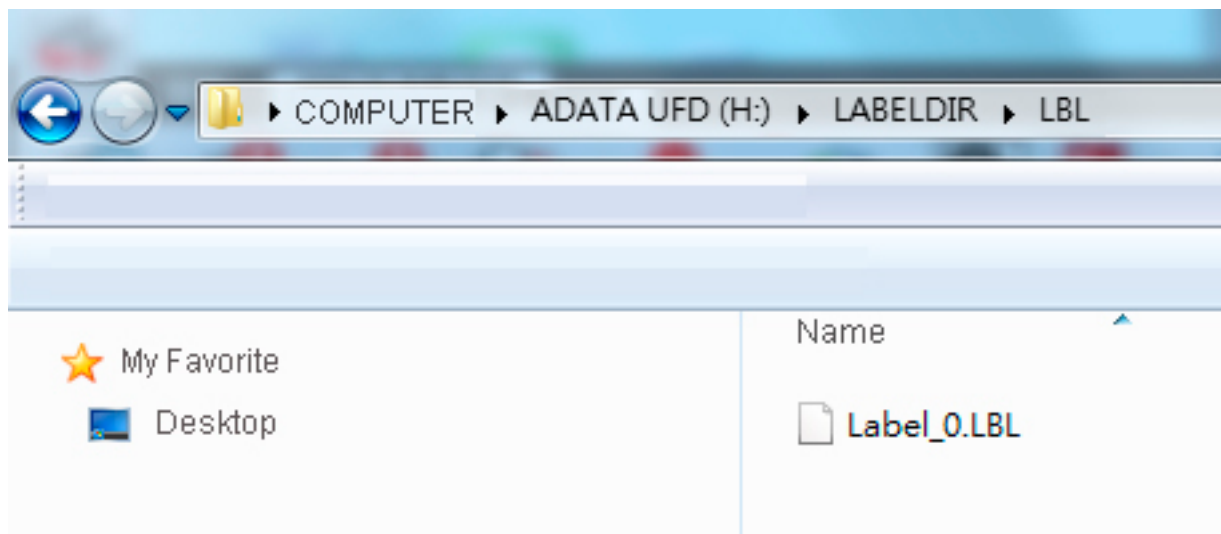 COMPUTER ADATA UFD (H:) LABELDIR LBL
My Favorite
Desktop
Name
Label_0.LBL